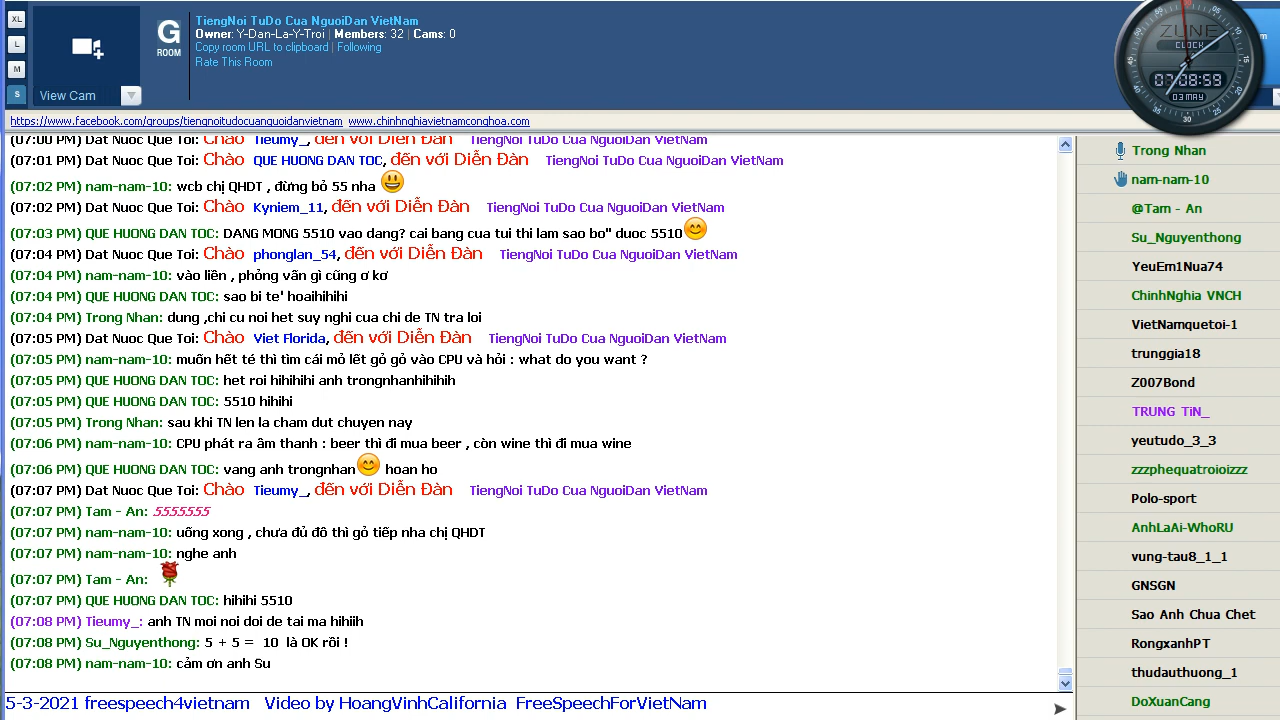 XL
L
M
S
View Cam
G
ROOM
TiengNoi TuDo Cua NguoiDan VietNam
Owner: Y-Dan-La-Y-Troi | Members: 32 | Cams: 0
Copy room URL to clipboard | Following
Rate This Room
ZUNE
CLOCK
07:08:59
03 MAY
https://www.facebook.com/groups/tiengnoitudocuanguoidanvietnam www.chinhnghiavietnamconghoa.com
(07:00 PM) Dat Nuoc Que Toi: Chào Tieumy_, đến với Diễn Đàn TiengNoi TuDo Cua NguoiDan VietNam
(07:01 PM) Dat Nuoc Que Toi: Chào QUE HUONG DAN TOC, đến với Diễn Đàn TiengNoi TuDo Cua NguoiDan VietNam
(07:02 PM) nam-nam-10: wcb chị QHDT , đừng bỏ 55 nha
(07:02 PM) Dat Nuoc Que Toi: Chào Kyniem_11, đến với Diễn Đàn TiengNoi TuDo Cua NguoiDan VietNam
(07:03 PM) QUE HUONG DAN TOC: DANG MONG 5510 vao dang? cai bang cua tui thi lam sao bo" duoc 5510
(07:04 PM) Dat Nuoc Que Toi: Chào phonglan_54, đến với Diễn Đàn TiengNoi TuDo Cua NguoiDan VietNam
(07:04 PM) nam-nam-10: vào liền , phỏng vấn gì cũng ơ kơ
(07:04 PM) QUE HUONG DAN TOC: sao bi te' hoaihihihi
(07:04 PM) Trong Nhan: dung ,chi cu noi het suy nghi cua chi de TN tra loi
(07:05 PM) Dat Nuoc Que Toi: Chào Viet Florida, đến với Diễn Đàn TiengNoi TuDo Cua NguoiDan VietNam
(07:05 PM) nam-nam-10: muốn hết té thì tìm cái mỏ lết gỏ gỏ vào CPU và hỏi : what do you want ?
(07:05 PM) QUE HUONG DAN TOC: het roi hihihihi anh trongnhanhihihih
(07:05 PM) QUE HUONG DAN TOC: 5510 hihihi
(07:05 PM) Trong Nhan: sau khi TN len la cham dut chuyen nay
(07:06 PM) nam-nam-10: CPU phát ra âm thanh : beer thì đi mua beer , còn wine thì đi mua wine
(07:06 PM) QUE HUONG DAN TOC: vang anh trongnhan hoan ho
(07:07 PM) Dat Nuoc Que Toi: Chào Tieumy_, đến với Diễn Đàn TiengNoi TuDo Cua NguoiDan VietNam
(07:07 PM) Tam - An: 5555555
(07:07 PM) nam-nam-10: uống xong , chưa đủ đô thì gỏ tiếp nha chị QHDT
(07:07 PM) nam-nam-10: nghe anh
(07:07 PM) Tam - An:
(07:07 PM) QUE HUONG DAN TOC: hihihi 5510
(07:08 PM) Tieumy_: anh TN moi noi doi de tai ma hihiih
(07:08 PM) Su_Nguyenthong: 5 + 5 = 10 là OK rồi !
(07:08 PM) nam-nam-10: cảm ơn anh Su
5-3-2021 freespeech4vietnam Video by HoangVinhCalifornia FreeSpeechForVietNam
Trong Nhan
nam-nam-10
@Tam - An
Su_Nguyenthong
YeuEm1Nua74
ChinhNghia VNCH
VietNamquetoi-1
trunggia18
Z007Bond
TRUNG TiN_
yeutudo_3_3
zzzphequatroioizzz
Polo-sport
AnhLaAi-WhoRU
vung-tau8_1_1
GNSGN
Sao Anh Chua Chet
RongxanhPT
thudauthuong_1
DoXuanCang